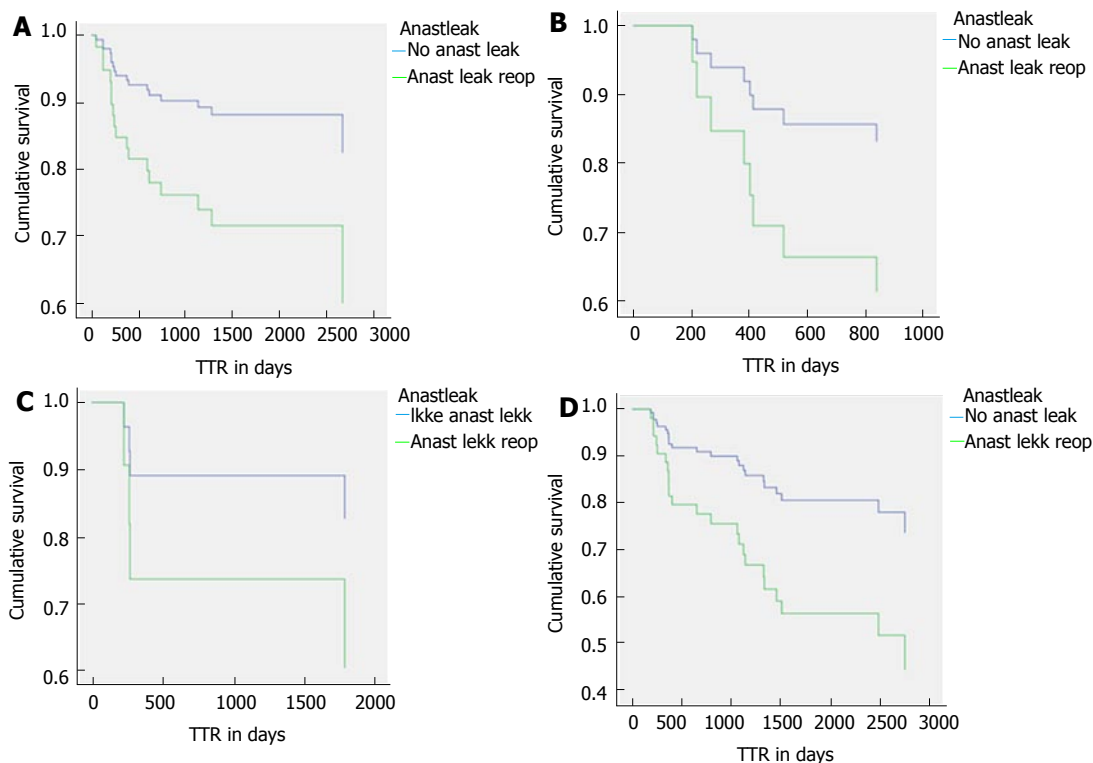 A
Anastleak
No anast leak
Anast leak reop
Cumulative survival
1.0
0.9
0.8
0.7
0.6
0 500 1000 1500 2000 2500 3000
TTR in days
B
Anastleak
No anast leak
Anast leak reop
Cumulative survival
1.0
0.9
0.8
0.7
0.6
0 200 400 600 800 1000
TTR in days
C
Anastleak
Ikke anast lekk
Anast lekk reop
Cumulative survival
1.0
0.9
0.8
0.7
0.6
0 500 1000 1500 2000
TTR in days
D
Anastleak
No anast leak
Anast lekk reop
Cumulative survival
1.0
0.9
0.8
0.7
0.6
0.5
0.4
0 500 1000 1500 2000 2500 3000
TTR in days